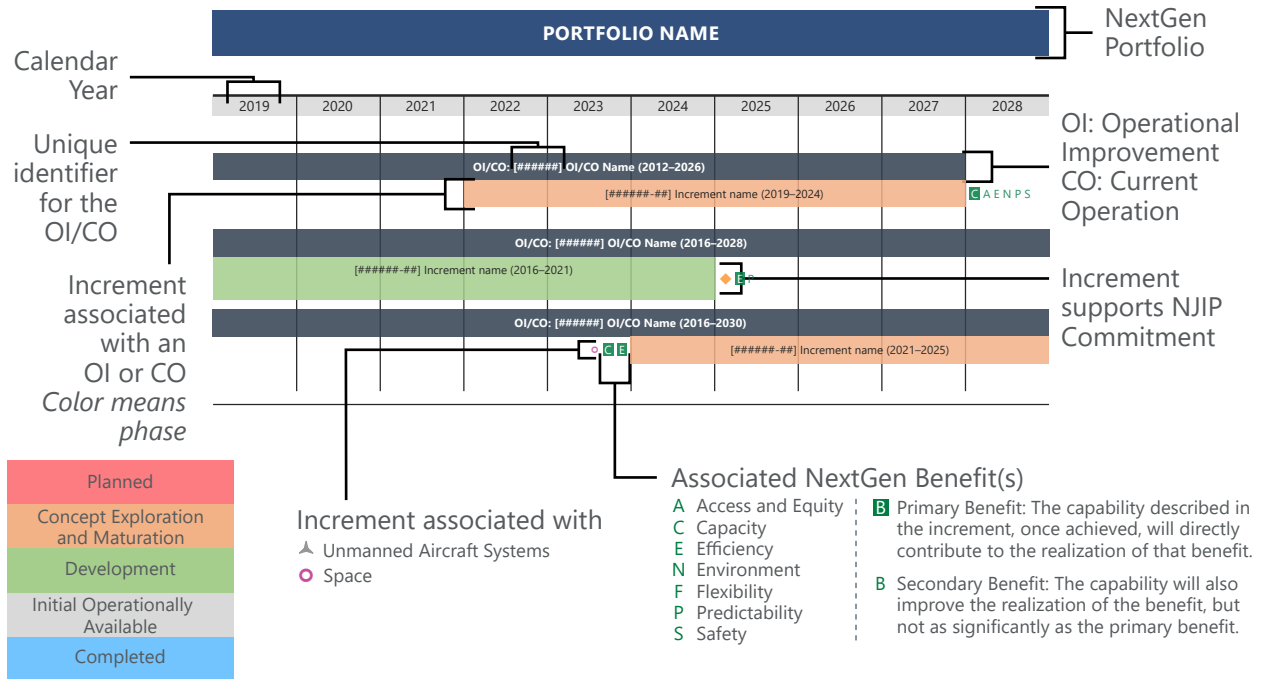 PORTFOLIO NAME
NextGen
Portfolio
Calendar
Year
2019 2020 2021 2022 2023 2024 2025 2026 2027 2028
Unique
identifier
for the
OI/CO
OI: Operational
Improvement
CO: Current
Operation
OI/CO: [######] OI/CO Name (2012–2026)
[######-##] Increment name (2019–2024)
C A E N P S
OI/CO: [######] OI/CO Name (2016–2028)
[######-##] Increment name (2016–2021)
E P
Increment
supports NJIP
Commitment
Increment
associated
with an
OI or CO
Color means
phase
OI/CO: [######] OI/CO Name (2016–2030)
C E
[######-##] Increment name (2021–2025)
Planned
Concept Exploration
and Maturation
Development
Initial Operationally
Available
Completed
Increment associated with
Unmanned Aircraft Systems
Space
Associated NextGen Benefit(s)
A Access and Equity
C Capacity
E Efficiency
N Environment
F Flexibility
P Predictability
S Safety
B Primary Benefit: The capability described in
the increment, once achieved, will directly
contribute to the realization of that benefit.
B Secondary Benefit: The capability will also
improve the realization of the benefit, but
not as significantly as the primary benefit.